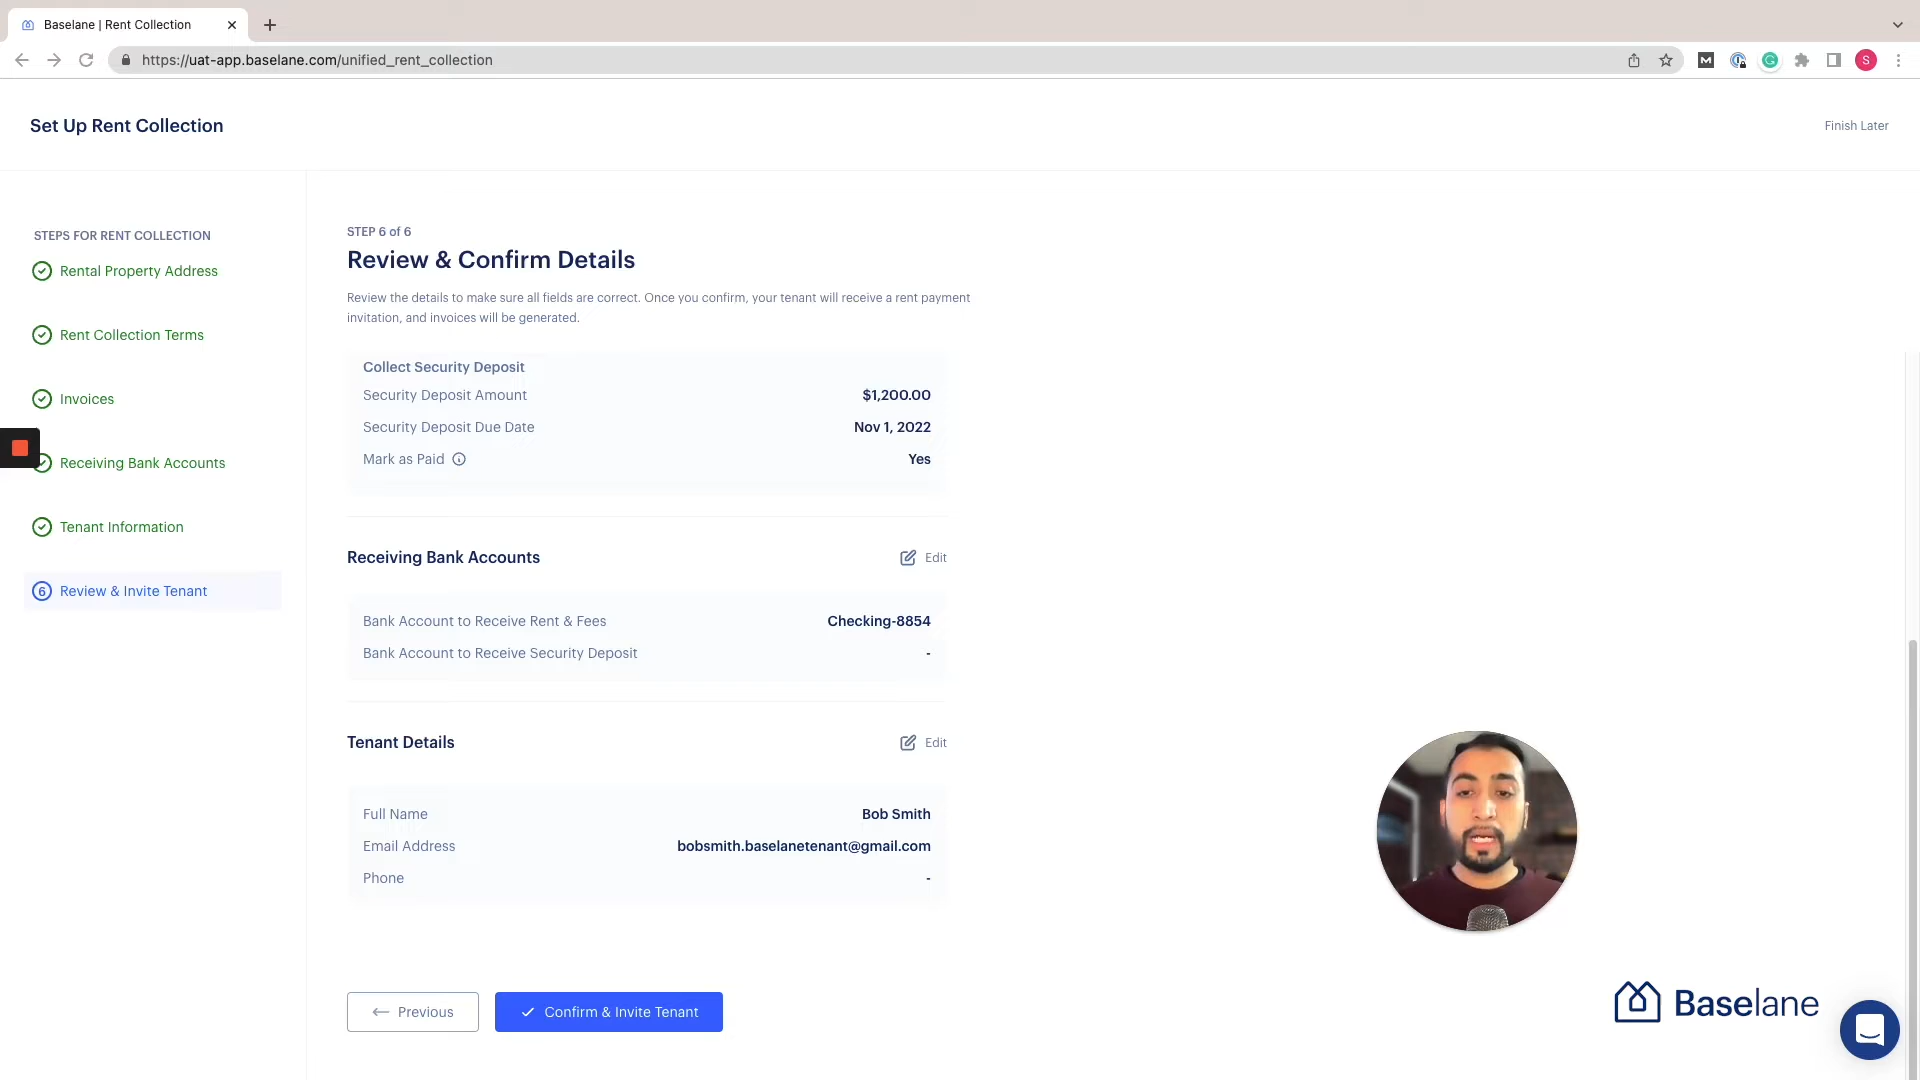 Baselane | Rent Collection
https://uat-app.baselane.com/unified_rent_collection
M
G
S
Set Up Rent Collection
Finish Later
STEPS FOR RENT COLLECTION
Rental Property Address
Rent Collection Terms
Invoices
Receiving Bank Accounts
Tenant Information
6 Review & Invite Tenant
STEP 6 of 6
Review & Confirm Details
Review the details to make sure all fields are correct. Once you confirm, your tenant will receive a rent payment
invitation, and invoices will be generated.
Collect Security Deposit
Security Deposit Amount $1,200.00
Security Deposit Due Date Nov 1, 2022
Mark as Paid Yes
Receiving Bank Accounts Edit
Bank Account to Receive Rent & Fees Checking-8854
Bank Account to Receive Security Deposit -
Tenant Details Edit
Full Name Bob Smith
Email Address bobsmith.baselanetenant@gmail.com
Phone -
Previous
Confirm & Invite Tenant
Baselane